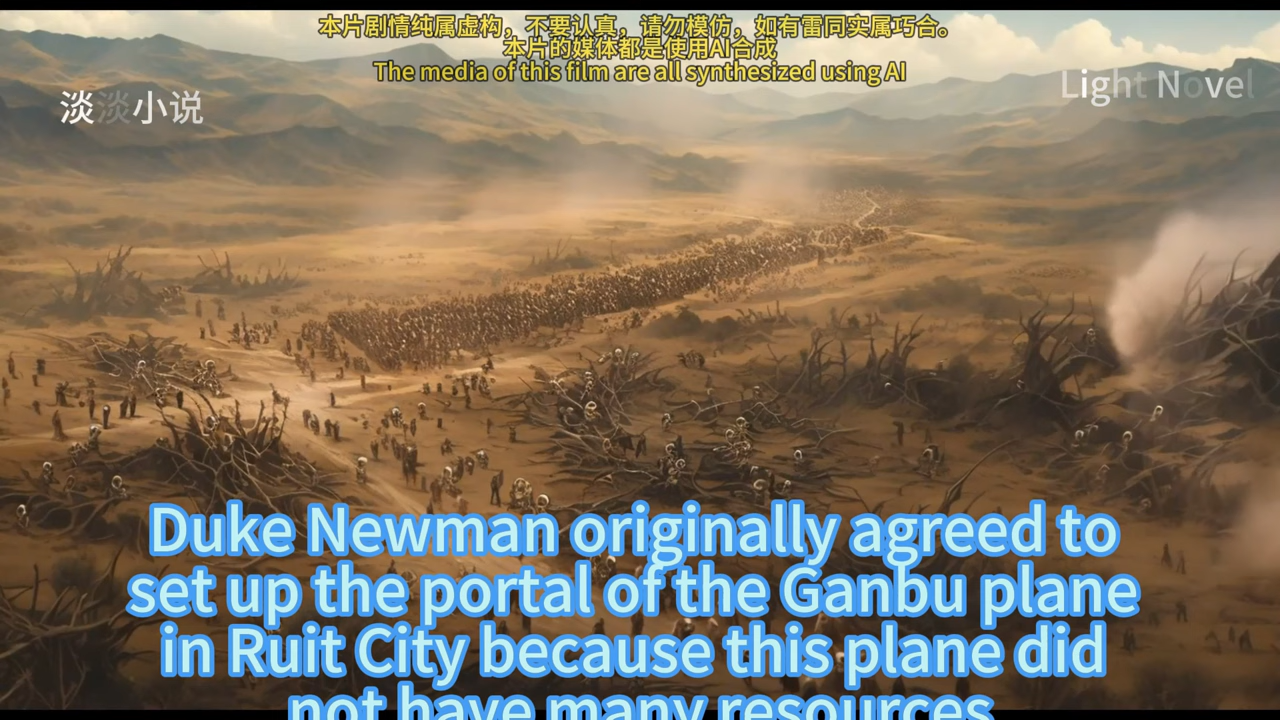 本片剧情纯属虚构，不要认真，请勿模仿，如有雷同实属巧合。
本片的媒体都是使用AI合成
The media of this film are all synthesized using AI
淡淡小说
Light Novel
Duke Newman originally agreed to
set up the portal of the Ganbu plane
in Ruit City because this plane did
not have many resources